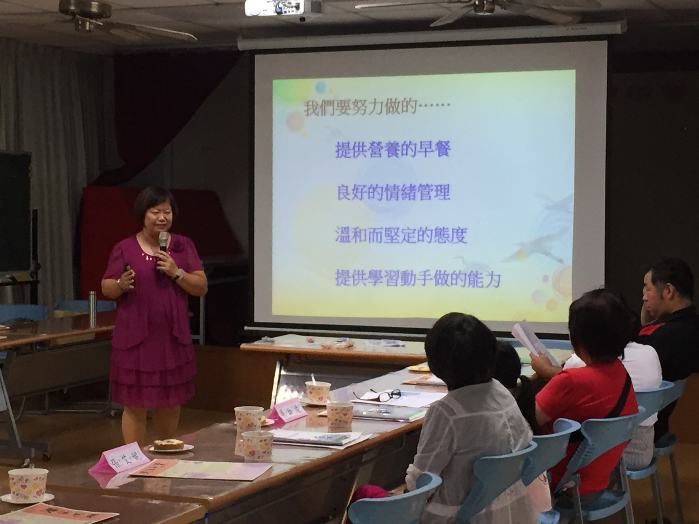 我們要努力做的⋯⋯
提供營養的早餐
良好的情緒管理
溫和而堅定的態度
提供學習動手做的能力